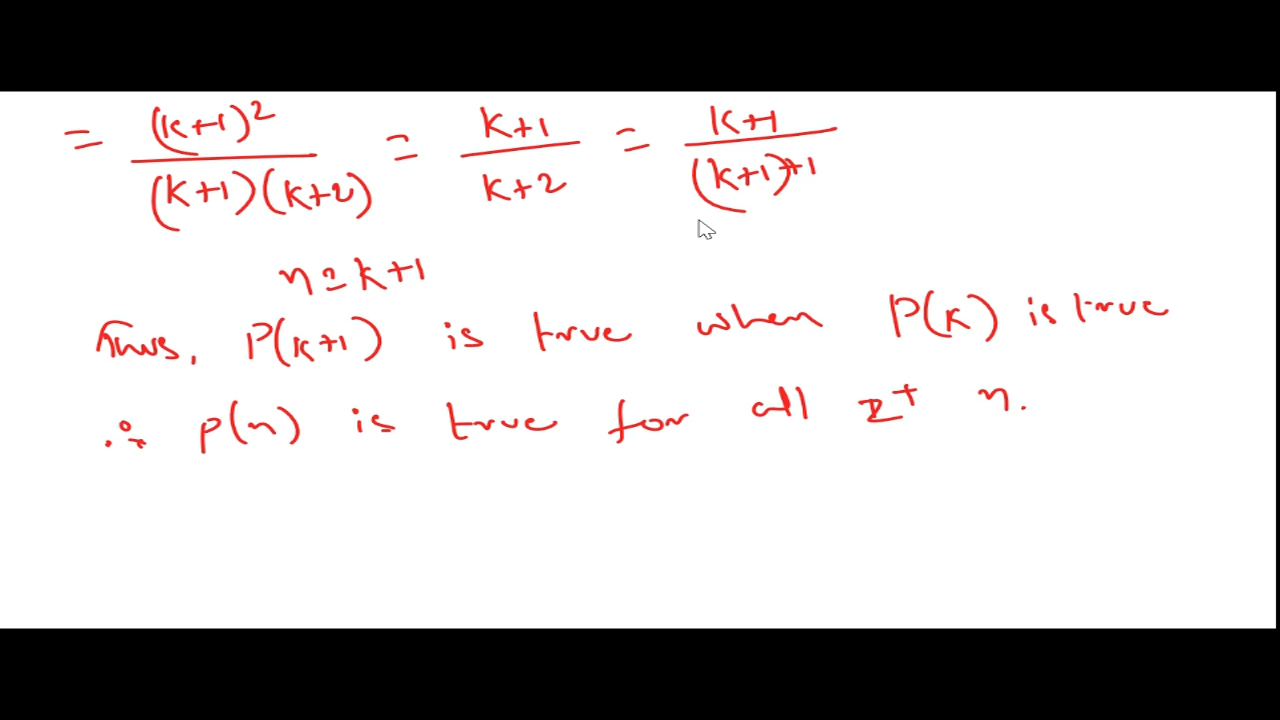 = (k+1)² / (k+1)(k+2) = k+1 / k+2 = k+1 / (k+1)+1
n = k+1
Thus, P(k+1) is true when P(k) is true
∴ P(n) is true for all Z⁺ n.